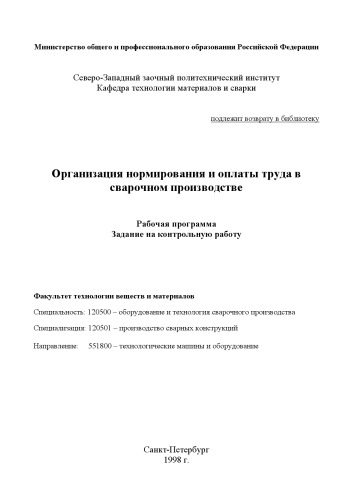 Министерство общего и профессионального образования Российской Федерации
Северо-Западный заочный политехнический институт
Кафедра технологии материалов и сварки
подлежит возврату в библиотеку
Организация нормирования и оплаты труда в
сварочном производстве
Рабочая программа
Задание на контрольную работу
Факультет технологии веществ и материалов
Специальность: 120500 – оборудование и технология сварочного производства
Специализация: 120501 – производство сварных конструкций
Направление: 551800 – технологические машины и оборудование
Санкт-Петербург
1998 г.